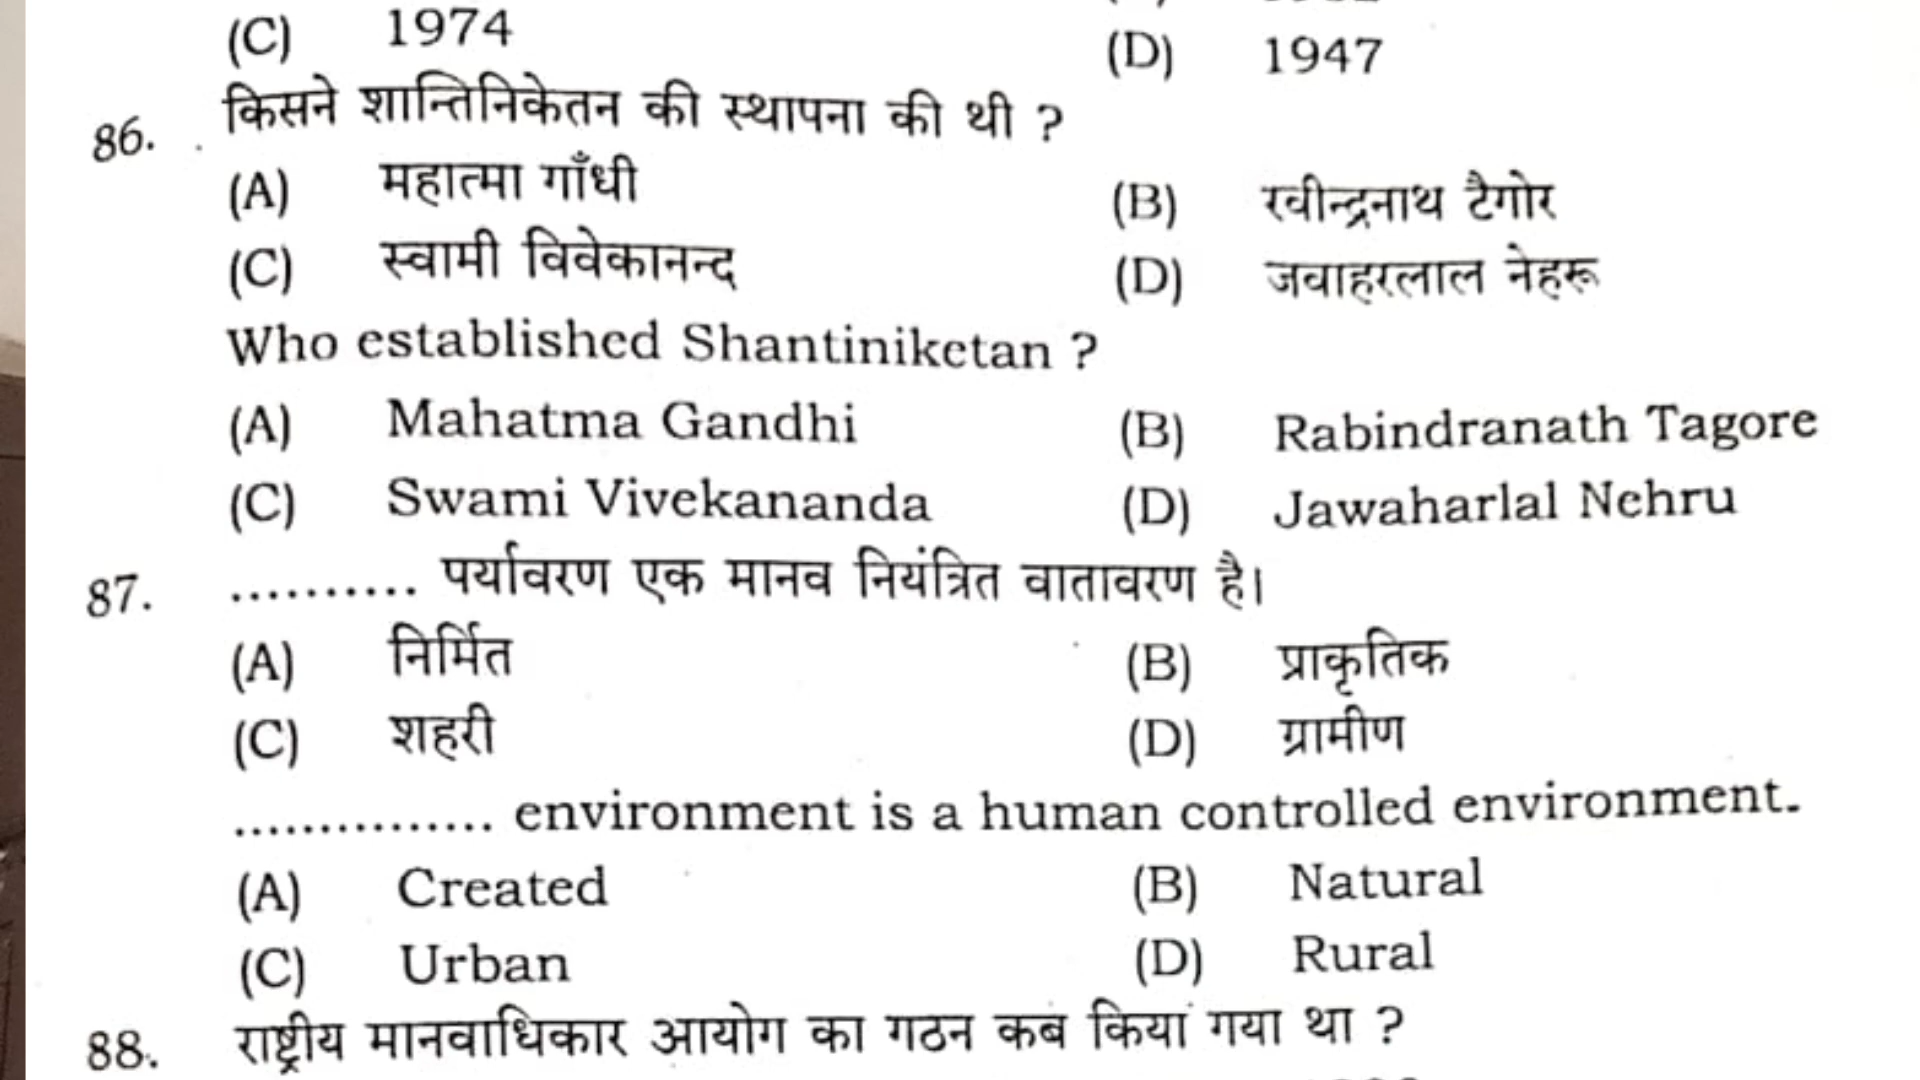 (C) 1974
(D) 1947
86. किसने शान्तिनिकेतन की स्थापना की थी ?
(A) महात्मा गाँधी (B) रवीन्द्रनाथ टैगोर
(C) स्वामी विवेकानन्द (D) जवाहरलाल नेहरू
Who established Shantiniketan ?
(A) Mahatma Gandhi (B) Rabindranath Tagore
(C) Swami Vivekananda (D) Jawaharlal Nehru
87. .......... पर्यावरण एक मानव नियंत्रित वातावरण है।
(A) निर्मित (B) प्राकृतिक
(C) शहरी (D) ग्रामीण
............... environment is a human controlled environment.
(A) Created (B) Natural
(C) Urban (D) Rural
88. राष्ट्रीय मानवाधिकार आयोग का गठन कब किया गया था ?